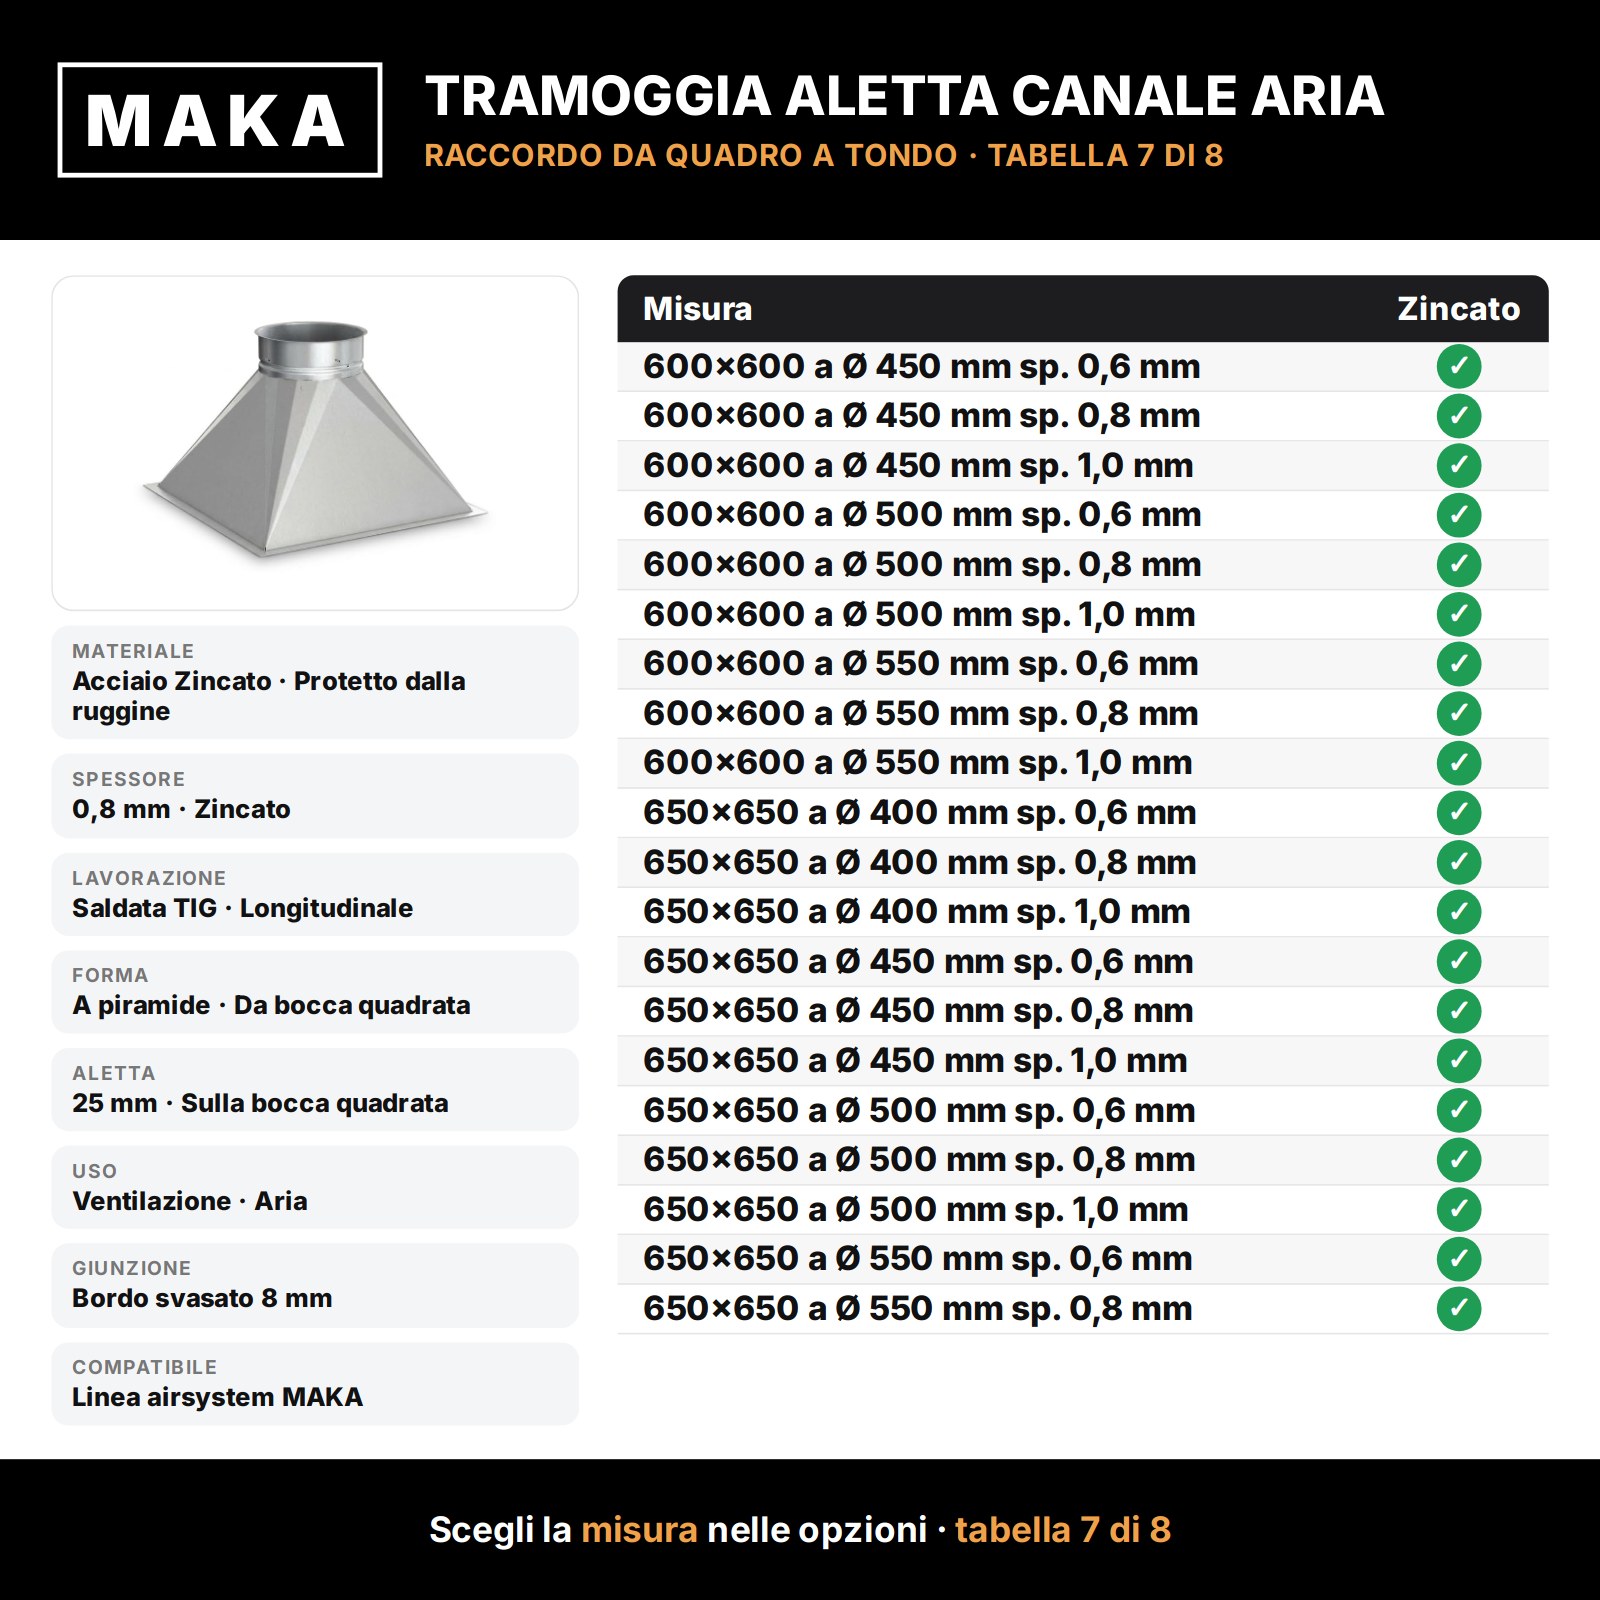 MAKA
TRAMOGGIA ALETTA CANALE ARIA
RACCORDO DA QUADRO A TONDO · TABELLA 7 DI 8
MATERIALE
Acciaio Zincato · Protetto dalla
ruggine
SPESSORE
0,8 mm · Zincato
LAVORAZIONE
Saldata TIG · Longitudinale
FORMA
A piramide · Da bocca quadrata
ALETTA
25 mm · Sulla bocca quadrata
USO
Ventilazione · Aria
GIUNZIONE
Bordo svasato 8 mm
COMPATIBILE
Linea airsystem MAKA
Misura Zincato
600×600 a Ø 450 mm sp. 0,6 mm ✓
600×600 a Ø 450 mm sp. 0,8 mm ✓
600×600 a Ø 450 mm sp. 1,0 mm ✓
600×600 a Ø 500 mm sp. 0,6 mm ✓
600×600 a Ø 500 mm sp. 0,8 mm ✓
600×600 a Ø 500 mm sp. 1,0 mm ✓
600×600 a Ø 550 mm sp. 0,6 mm ✓
600×600 a Ø 550 mm sp. 0,8 mm ✓
600×600 a Ø 550 mm sp. 1,0 mm ✓
650×650 a Ø 400 mm sp. 0,6 mm ✓
650×650 a Ø 400 mm sp. 0,8 mm ✓
650×650 a Ø 400 mm sp. 1,0 mm ✓
650×650 a Ø 450 mm sp. 0,6 mm ✓
650×650 a Ø 450 mm sp. 0,8 mm ✓
650×650 a Ø 450 mm sp. 1,0 mm ✓
650×650 a Ø 500 mm sp. 0,6 mm ✓
650×650 a Ø 500 mm sp. 0,8 mm ✓
650×650 a Ø 500 mm sp. 1,0 mm ✓
650×650 a Ø 550 mm sp. 0,6 mm ✓
650×650 a Ø 550 mm sp. 0,8 mm ✓
Scegli la misura nelle opzioni · tabella 7 di 8